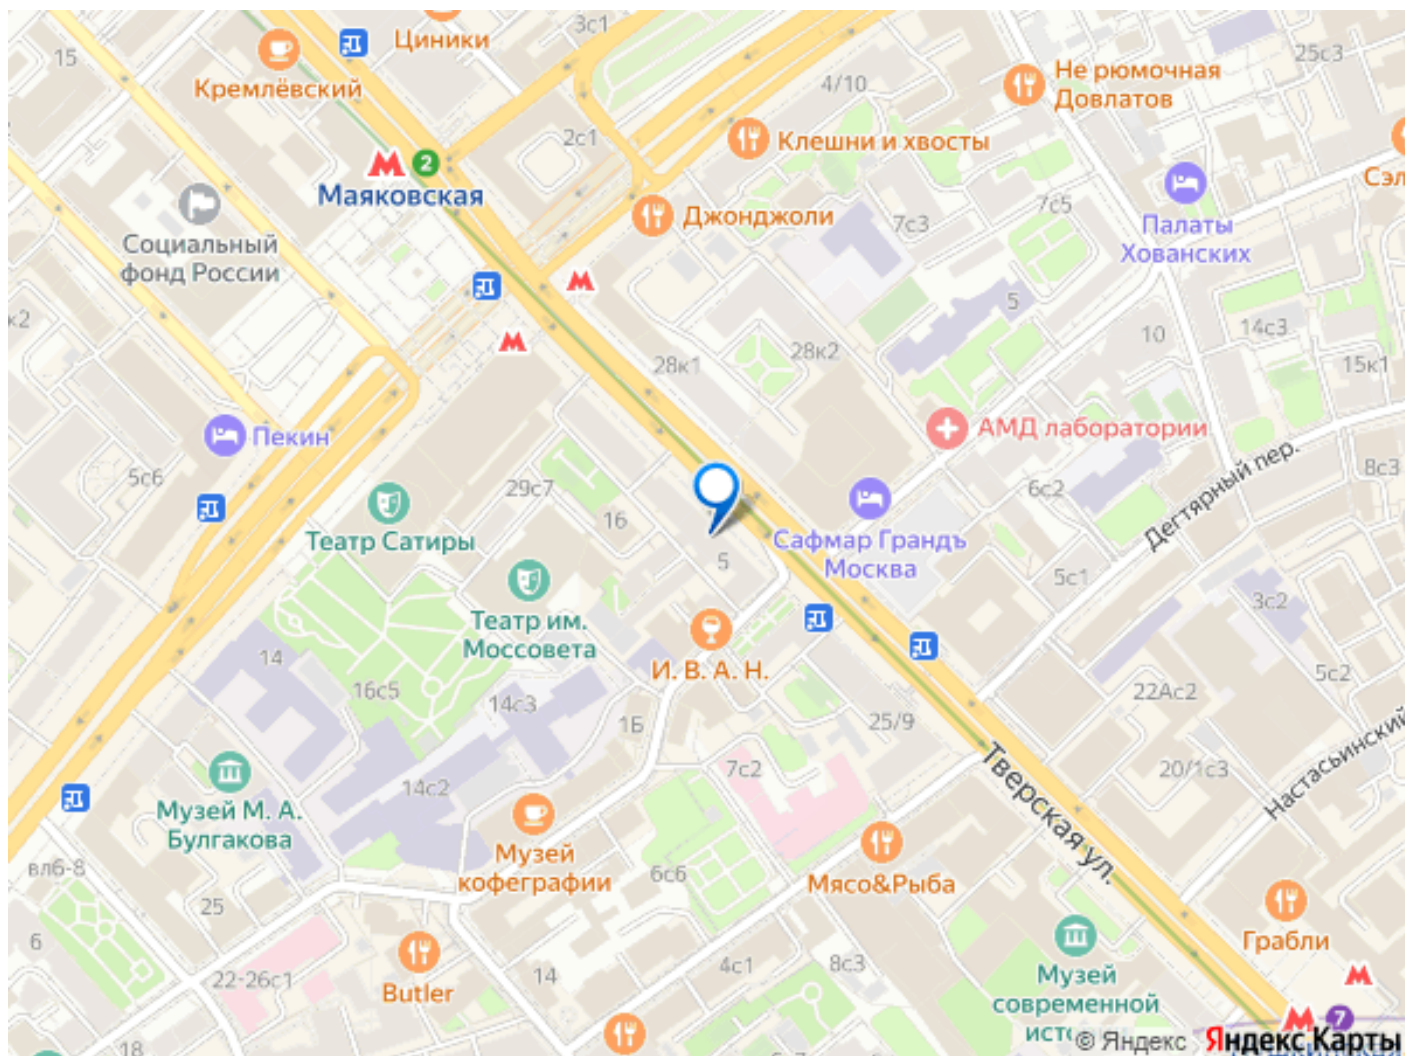 3с1
Циники
15
Кремлёвский
25с3
Не рюмочная
Довлатов
4/10
2с1
Клешни и хвосты
2
Маяковская
Джонджоли
7с3
7с5
Палаты
Хованских
Социальный
фонд России
5
14с3
10
28к1
28к2
15к1
Пекин
АМД лаборатории
5с6
29с7
6с2
Дегтярный пер.
8с3
16
Театр Сатиры
5
Сафмар Грандъ
Москва
5с1
3с2
Театр им.
Моссовета
И. В. А. Н.
14
16с5
14с3
1Б
25/9
22Ас2
5с2
Тверская ул.
20/1с3
Настасьинский
7с2
14с2
Музей М. А.
Булгакова
Музей
кофеграфии
Мясо&Рыба
вл6-8
6с6
25
6
22-26с1
Butler
14
4с1
8с3
Грабли
Музей
современной
18
7
© Яндекс
Яндекс Карты